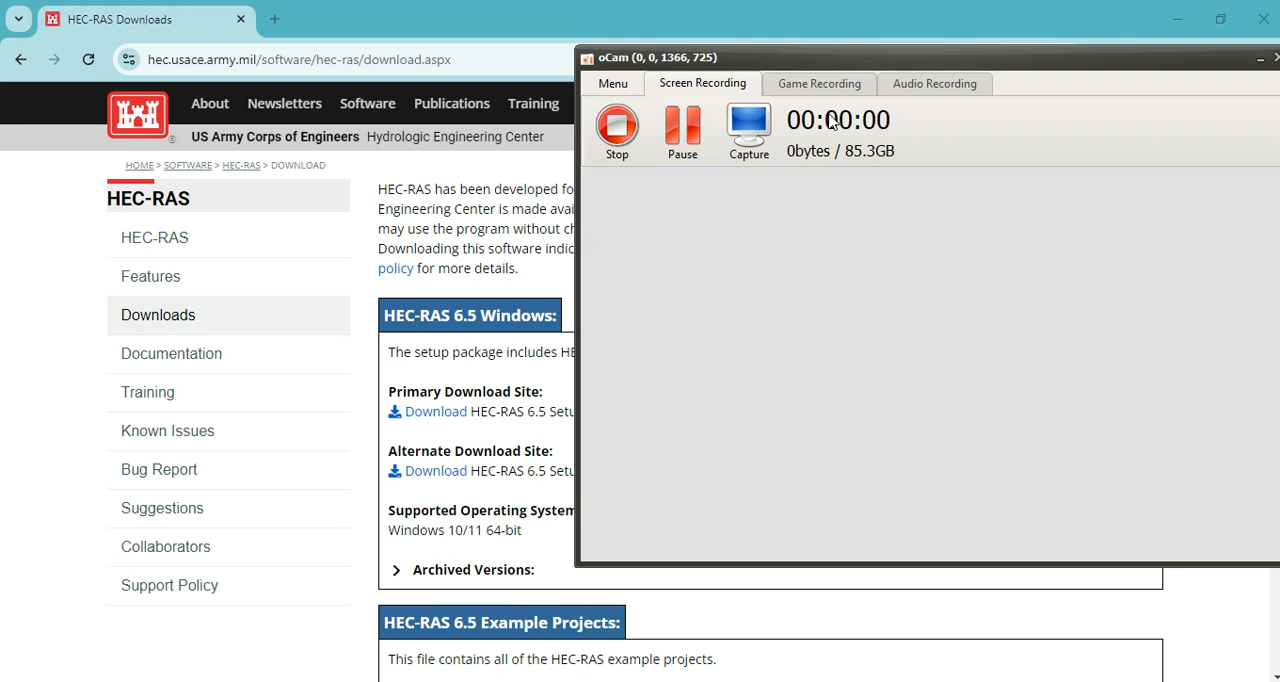 HEC-RAS Downloads
hec.usace.army.mil/software/hec-ras/download.aspx
oCam (0, 0, 1366, 725)
Menu
Screen Recording
Game Recording
Audio Recording
Stop
Pause
Capture
00:00:00
0bytes / 85.3GB
About
Newsletters
Software
Publications
Training
US Army Corps of Engineers Hydrologic Engineering Center
HOME > SOFTWARE > HEC-RAS > DOWNLOAD
HEC-RAS
HEC-RAS
Features
Downloads
Documentation
Training
Known Issues
Bug Report
Suggestions
Collaborators
Support Policy
HEC-RAS has been developed fo
Engineering Center is made avai
may use the program without ch
Downloading this software indic
policy for more details.
HEC-RAS 6.5 Windows:
The setup package includes HE
Primary Download Site:
Download HEC-RAS 6.5 Setu
Alternate Download Site:
Download HEC-RAS 6.5 Setu
Supported Operating System
Windows 10/11 64-bit
Archived Versions:
HEC-RAS 6.5 Example Projects:
This file contains all of the HEC-RAS example projects.